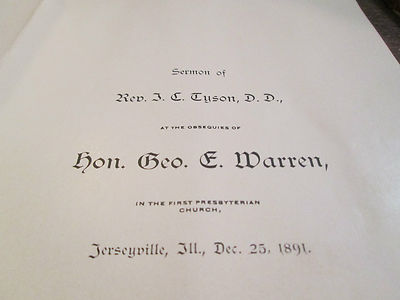 Sermon of
Rev. I. C. Tyson, D. D.,
AT THE OBSEQUIES OF
Hon. Geo. E. Warren,
IN THE FIRST PRESBYTERIAN
CHURCH,
Jerseyville, Ill., Dec. 25, 1891.